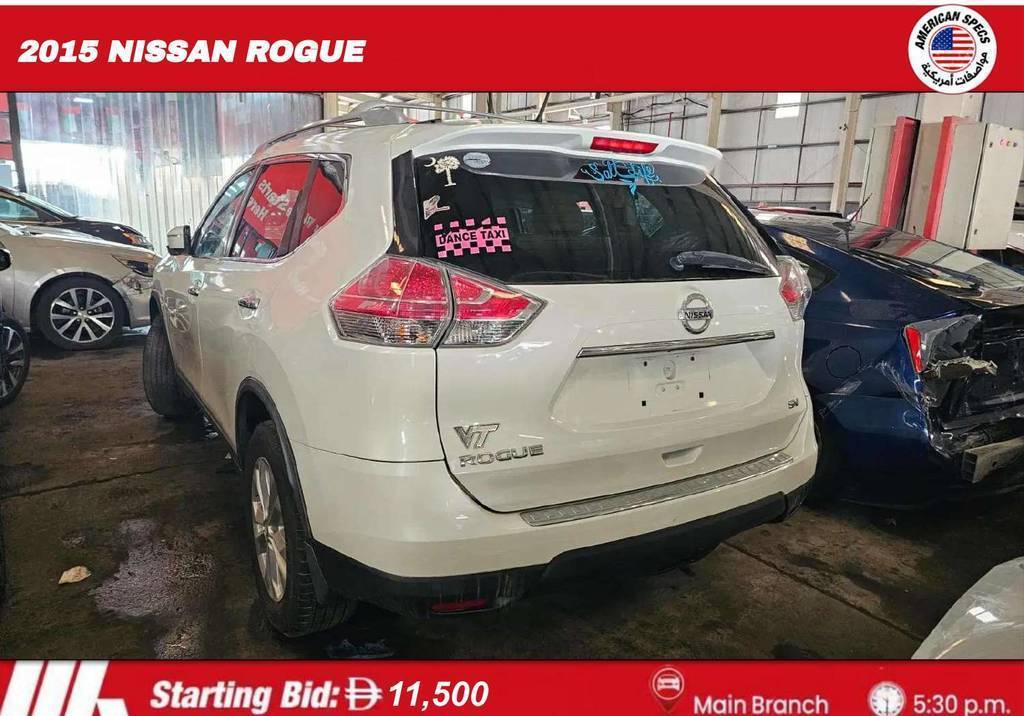 2015 NISSAN ROGUE
AMERICAN SPECS
مواصفات أمريكية
DANCE TAXI
NISSAN
SV
VT
ROGUE
Starting Bid: 11,500
Main Branch
5:30 p.m.